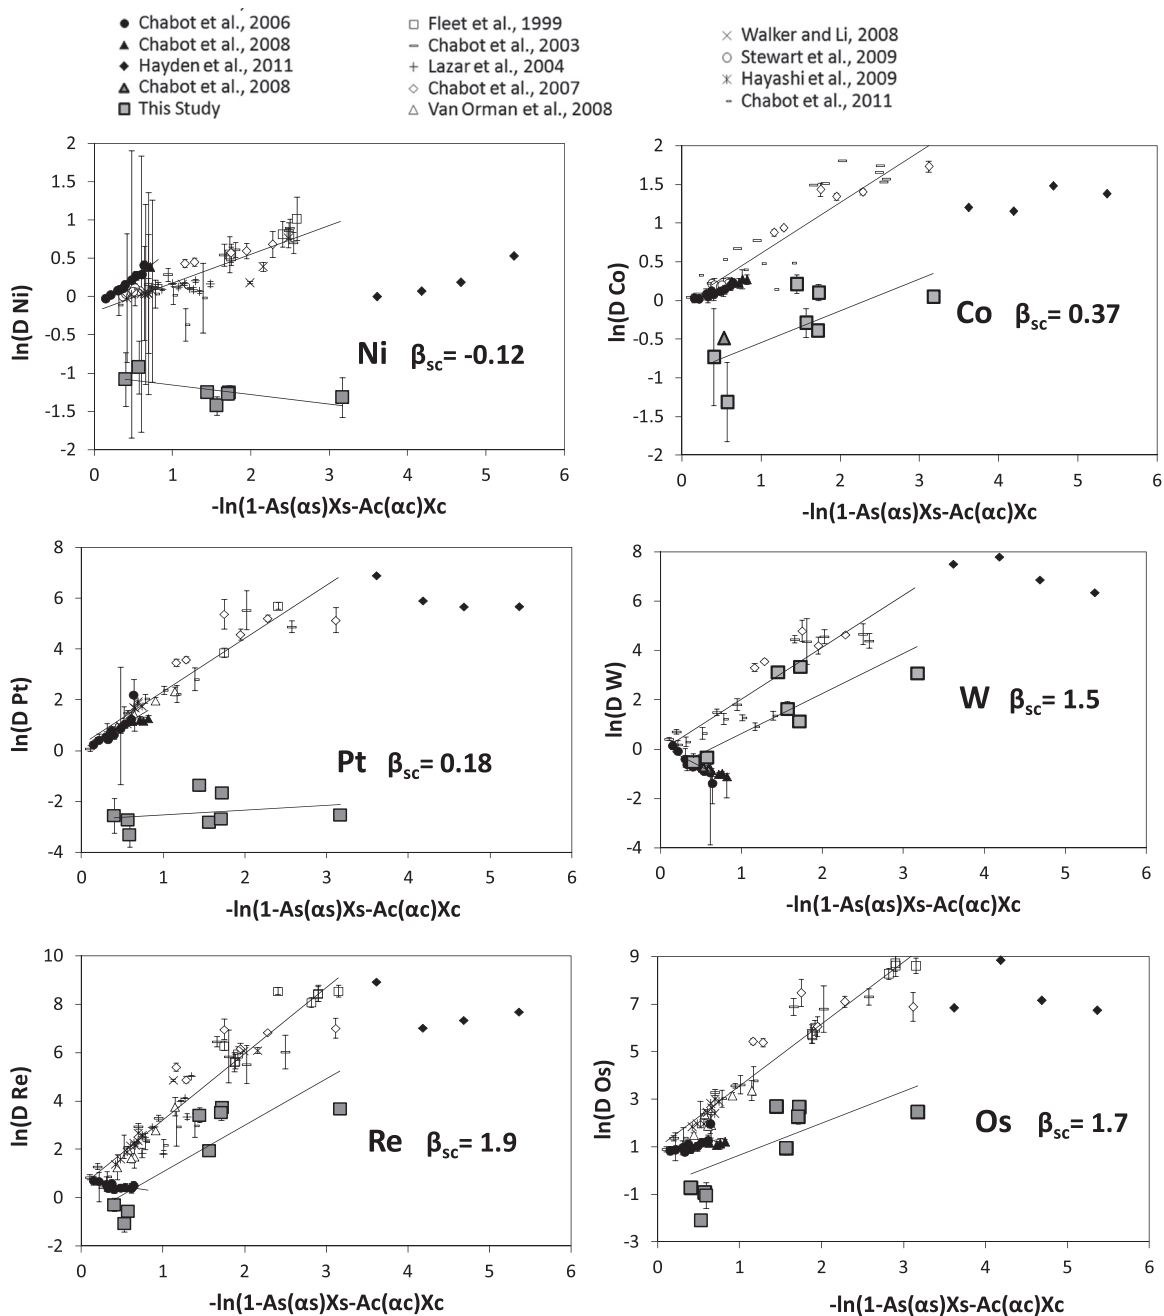 Chabot et al., 2006
Chabot et al., 2008
Hayden et al., 2011
Chabot et al., 2008
This Study
Fleet et al., 1999
Chabot et al., 2003
Lazar et al., 2004
Chabot et al., 2007
Van Orman et al., 2008
Walker and Li, 2008
Stewart et al., 2009
Hayashi et al., 2009
Chabot et al., 2011
2
1.5
1
0.5
0
-0.5
-1
-1.5
-2
ln(D Ni)
Ni βsc= -0.12
0 1 2 3 4 5 6
-ln(1-As(αs)Xs-Ac(αc)Xc
2
1.5
1
0.5
0
-0.5
-1
-1.5
-2
ln(D Co)
Co βsc= 0.37
0 1 2 3 4 5 6
-ln(1-As(αs)Xs-Ac(αc)Xc
8
6
4
2
0
-2
-4
ln(D Pt)
Pt βsc= 0.18
0 1 2 3 4 5 6
-ln(1-As(αs)Xs-Ac(αc)Xc
8
6
4
2
0
-2
-4
ln(D W)
W βsc= 1.5
0 1 2 3 4 5 6
-ln(1-As(αs)Xs-Ac(αc)Xc
10
8
6
4
2
0
-2
ln(D Re)
Re βsc= 1.9
0 1 2 3 4 5 6
-ln(1-As(αs)Xs-Ac(αc)Xc
9
7
5
3
1
-1
-3
ln(D Os)
Os βsc= 1.7
0 1 2 3 4 5 6
-ln(1-As(αs)Xs-Ac(αc)Xc